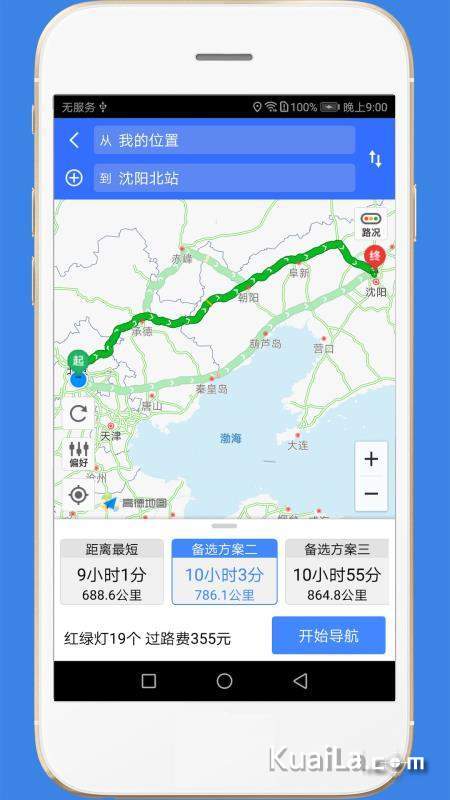 无服务
100% 晚上9:00
从 我的位置
到 沈阳北站
路况
赤峰
终
阜新
沈阳
朝阳
承德
葫芦岛
营口
起
秦皇岛
唐山
渤海
天津
大连
偏好
沧州
高德地图
+
−
距离最短
9小时1分
688.6公里
备选方案二
10小时3分
786.1公里
备选方案三
10小时55分
864.8公里
红绿灯19个 过路费355元
开始导航
KuaiLa.com